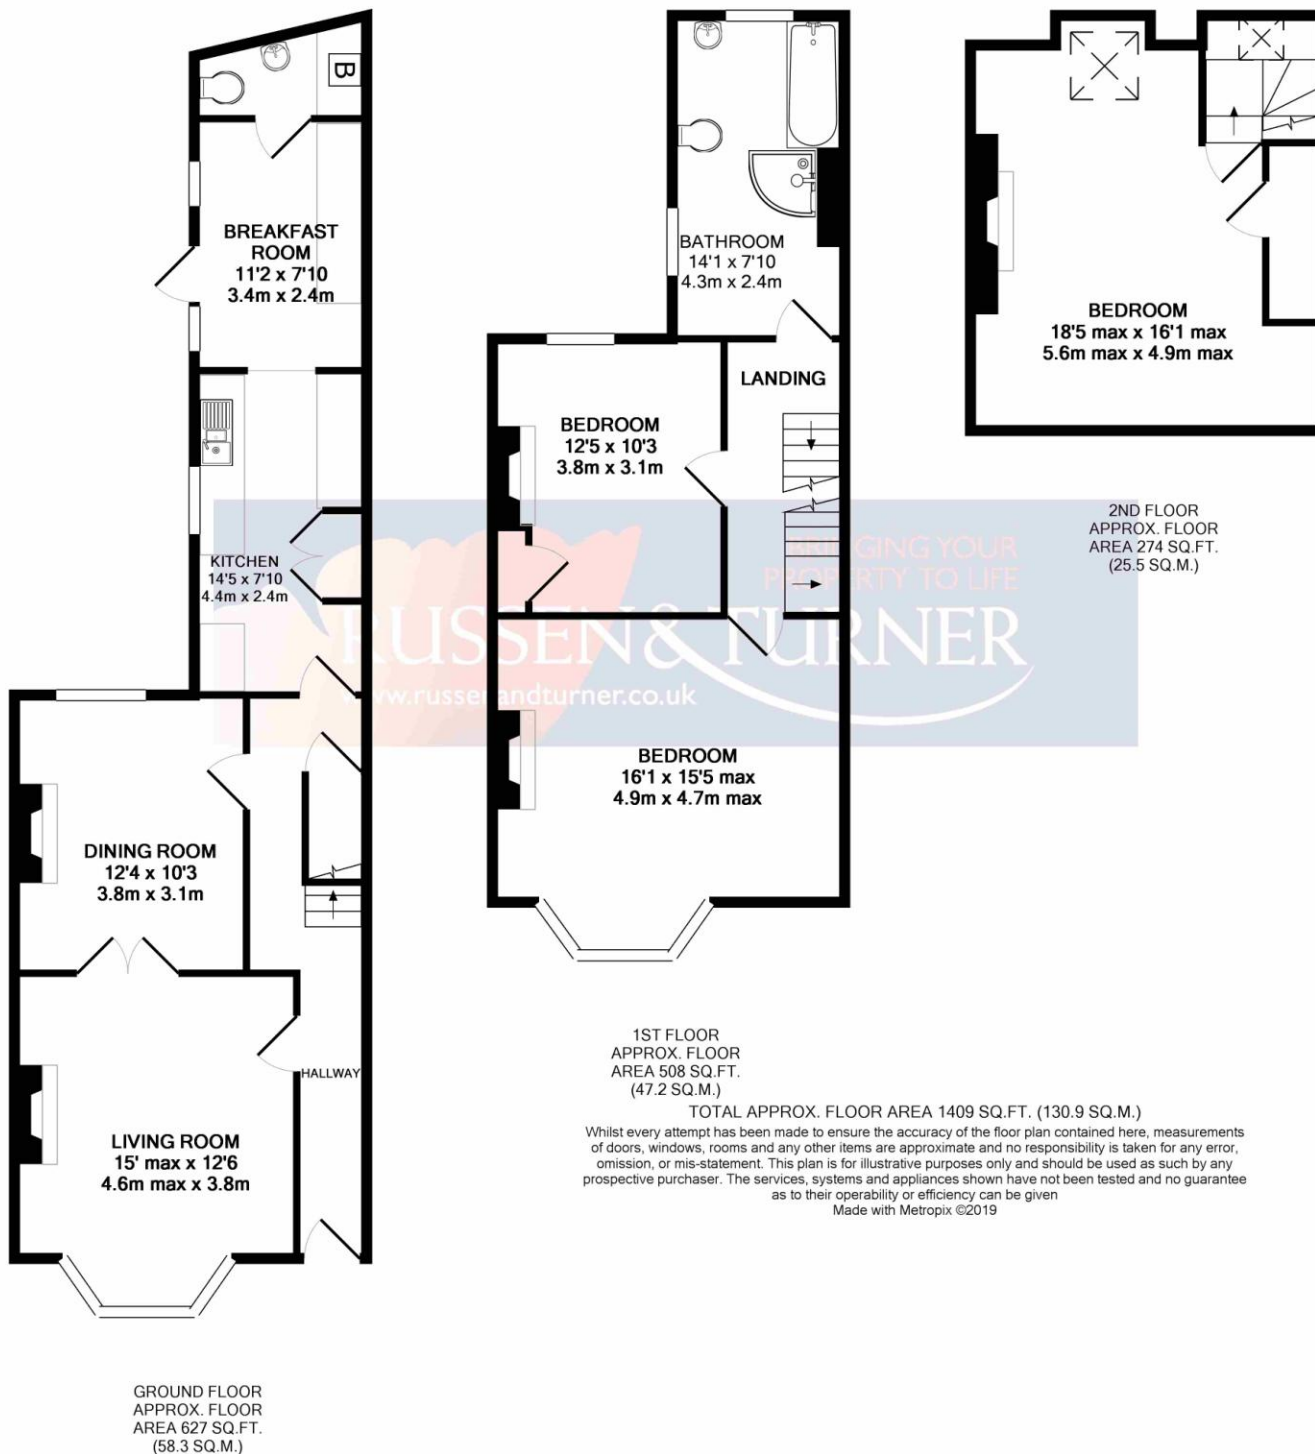 B
BREAKFAST
ROOM
11'2 x 7'10
3.4m x 2.4m
KITCHEN
14'5 x 7'10
4.4m x 2.4m
DINING ROOM
12'4 x 10'3
3.8m x 3.1m
LIVING ROOM
15' max x 12'6
4.6m max x 3.8m
HALLWAY
GROUND FLOOR
APPROX. FLOOR
AREA 627 SQ.FT.
(58.3 SQ.M.)
BATHROOM
14'1 x 7'10
4.3m x 2.4m
LANDING
BEDROOM
12'5 x 10'3
3.8m x 3.1m
BEDROOM
16'1 x 15'5 max
4.9m x 4.7m max
1ST FLOOR
APPROX. FLOOR
AREA 508 SQ.FT.
(47.2 SQ.M.)
BEDROOM
18'5 max x 16'1 max
5.6m max x 4.9m max
2ND FLOOR
APPROX. FLOOR
AREA 274 SQ.FT.
(25.5 SQ.M.)
BRINGING YOUR
PROPERTY TO LIFE
RUSSEN & TURNER
www.russenandturner.co.uk
TOTAL APPROX. FLOOR AREA 1409 SQ.FT. (130.9 SQ.M.)
Whilst every attempt has been made to ensure the accuracy of the floor plan contained here, measurements
of doors, windows, rooms and any other items are approximate and no responsibility is taken for any error,
omission, or mis-statement. This plan is for illustrative purposes only and should be used as such by any
prospective purchaser. The services, systems and appliances shown have not been tested and no guarantee
as to their operability or efficiency can be given
Made with Metropix ©2019